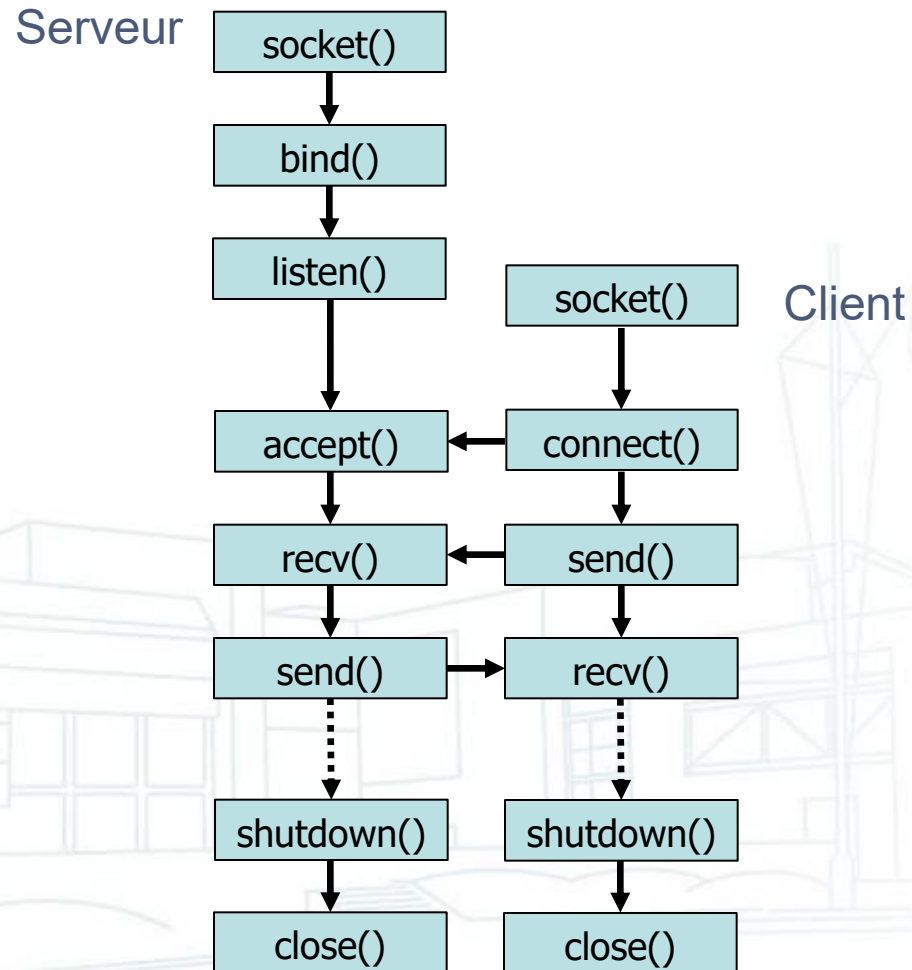 Serveur
socket()
bind()
listen()
socket()
Client
accept()
connect()
recv()
send()
send()
recv()
shutdown()
shutdown()
close()
close()